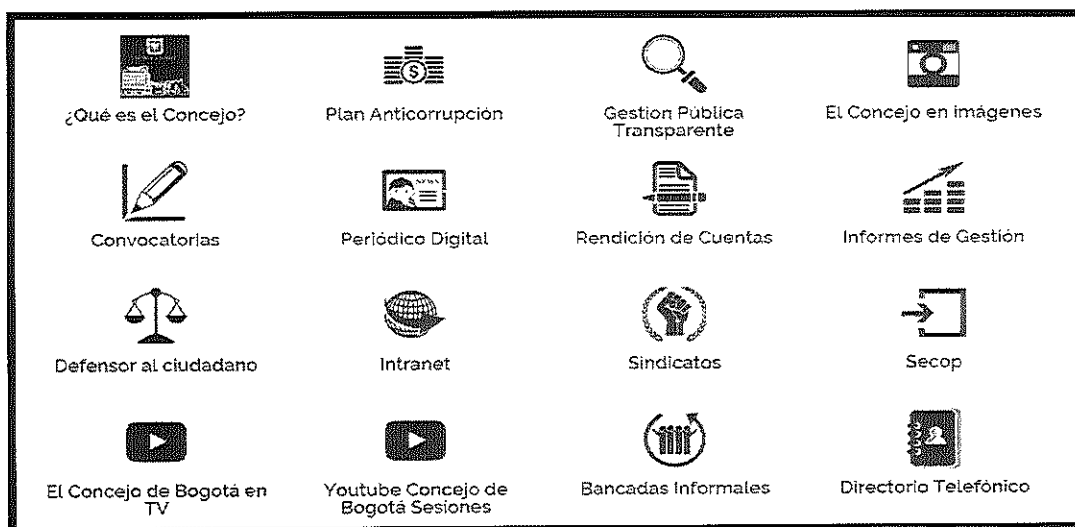 ¿Qué es el Concejo?
Plan Anticorrupción
Gestion Pública
Transparente
El Concejo en imágenes
Convocatorias
NEWS
Periódico Digital
Rendición de Cuentas
Informes de Gestión
Defensor al ciudadano
Intranet
Sindicatos
Secop
El Concejo de Bogotá en
TV
Youtube Concejo de
Bogotá Sesiones
Bancadas Informales
Directorio Telefónico